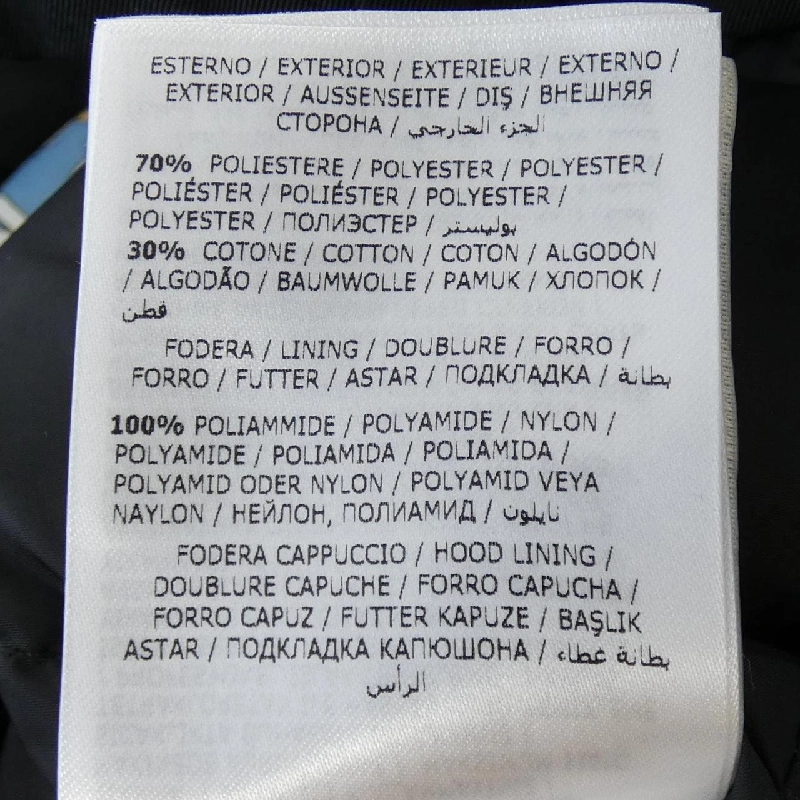 ESTERNO / EXTERIOR / EXTERIEUR / EXTERNO /
EXTERIOR / AUSSENSEITE / DIŞ / ВНЕШНЯЯ
СТОРОНА / الجزء الخارجي
70% POLIESTERE / POLYESTER / POLYESTER /
POLIÉSTER / POLIÉSTER / POLYESTER /
POLYESTER / ПОЛИЭСТЕР / بوليستر
30% COTONE / COTTON / COTON / ALGODÓN
/ ALGODÃO / BAUMWOLLE / PAMUK / ХЛОПОК /
قطن
FODERA / LINING / DOUBLURE / FORRO /
FORRO / FUTTER / ASTAR / ПОДКЛАДКА / بطانة
100% POLIAMMIDE / POLYAMIDE / NYLON /
POLYAMIDE / POLIAMIDA / POLIAMIDA /
POLYAMID ODER NYLON / POLYAMID VEYA
NAYLON / НЕЙЛОН, ПОЛИАМИД / نايلون
FODERA CAPPUCCIO / HOOD LINING /
DOUBLURE CAPUCHE / FORRO CAPUCHA /
FORRO CAPUZ / FUTTER KAPUZE / BAŞLIK
ASTAR / ПОДКЛАДКА КАПЮШОНА / بطانة غطاء
الرأس